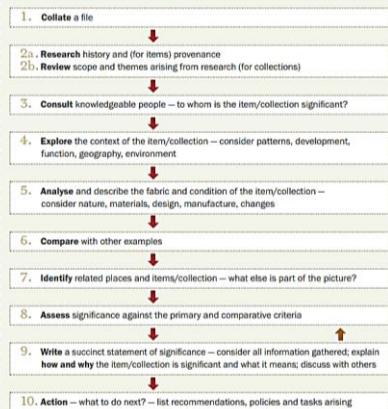 1. Collate a file
2a. Research history and (for items) provenance
2b. Review scope and themes arising from research (for collections)
3. Consult knowledgeable people – to whom is the item/collection significant?
4. Explore the context of the item/collection – consider patterns, development,
function, geography, environment
5. Analyse and describe the fabric and condition of the item/collection –
consider nature, materials, design, manufacture, changes
6. Compare with other examples
7. Identify related places and items/collection – what else is part of the picture?
8. Assess significance against the primary and comparative criteria
9. Write a succinct statement of significance – consider all information gathered; explain
how and why the item/collection is significant and what it means; discuss with others
10. Action – what to do next? – list recommendations, policies and tasks arising